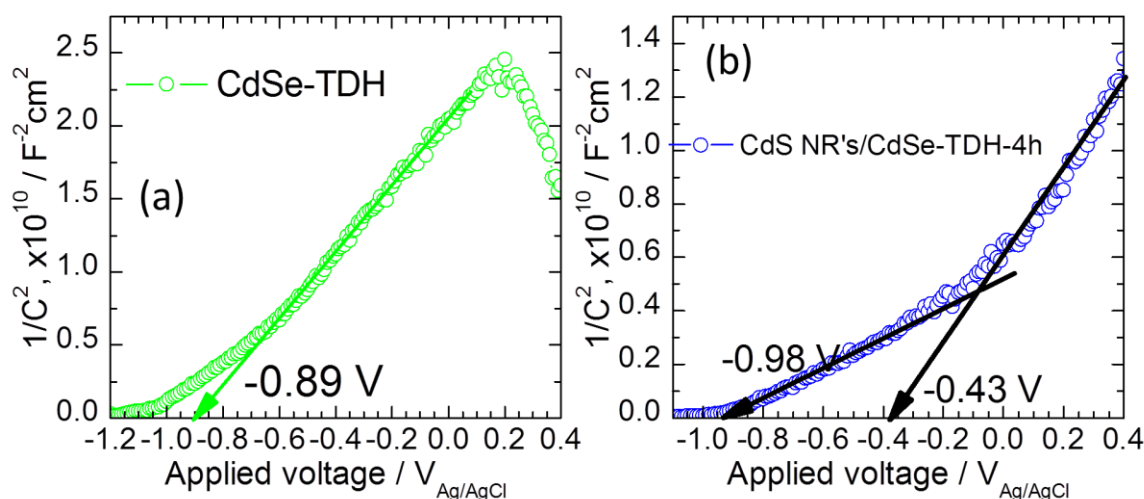 2.5
2.0
1.5
1.0
0.5
0.0
1/C², x10¹⁰ / F⁻²cm²
CdSe-TDH
(a)
-0.89 V
-1.2 -1.0 -0.8 -0.6 -0.4 -0.2 0.0 0.2 0.4
Applied voltage / V Ag/AgCl
1.4
1.2
1.0
0.8
0.6
0.4
0.2
0.0
1/C², x10¹⁰ / F⁻²cm²
(b)
CdS NR's/CdSe-TDH-4h
-0.98 V
-0.43 V
-1.0 -0.8 -0.6 -0.4 -0.2 0.0 0.2 0.4
Applied voltage / V Ag/AgCl